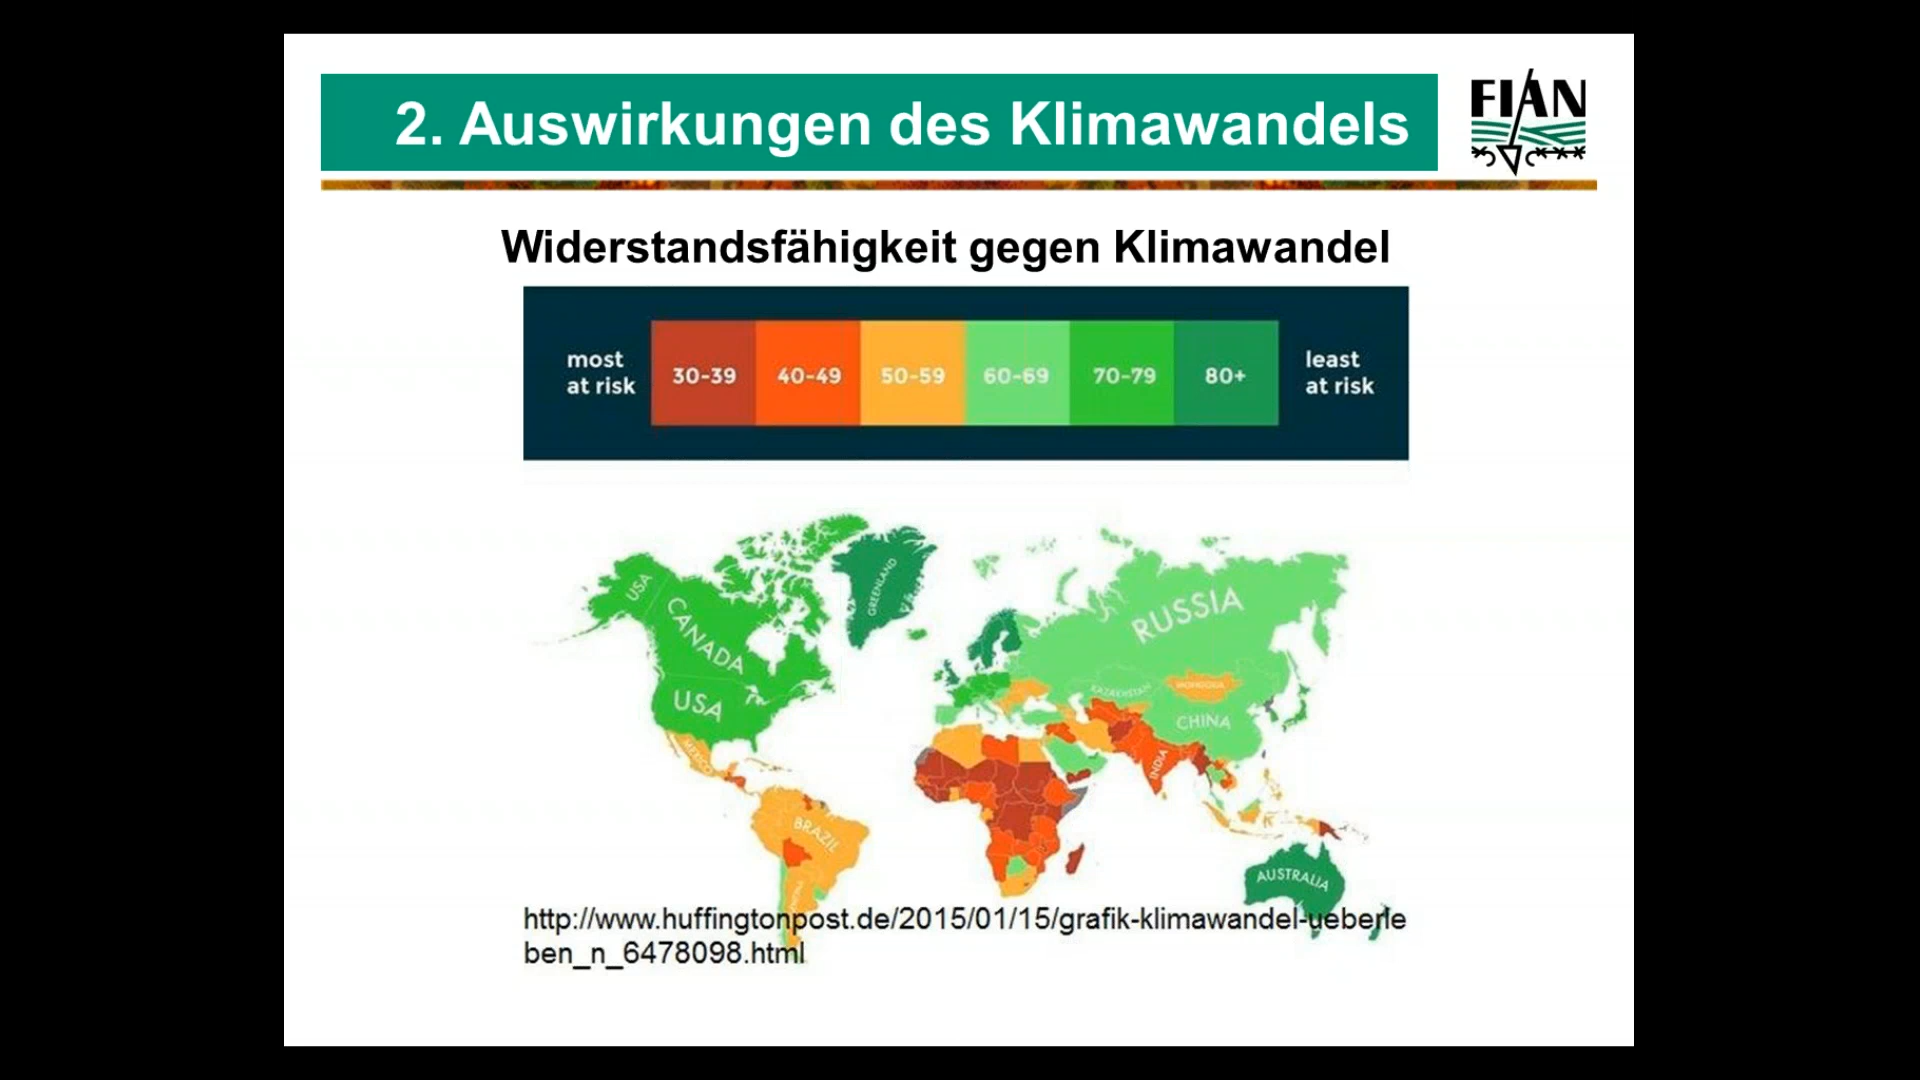 2. Auswirkungen des Klimawandels
FIAN
Widerstandsfähigkeit gegen Klimawandel
most
at risk
30-39
40-49
50-59
60-69
70-79
80+
least
at risk
GREENLAND
USA
CANADA
RUSSIA
USA
KAZAKHSTAN
MONGOLIA
CHINA
MEXICO
INDIA
BRAZIL
AUSTRALIA
http://www.huffingtonpost.de/2015/01/15/grafik-klimawandel-ueberle
ben_n_6478098.html